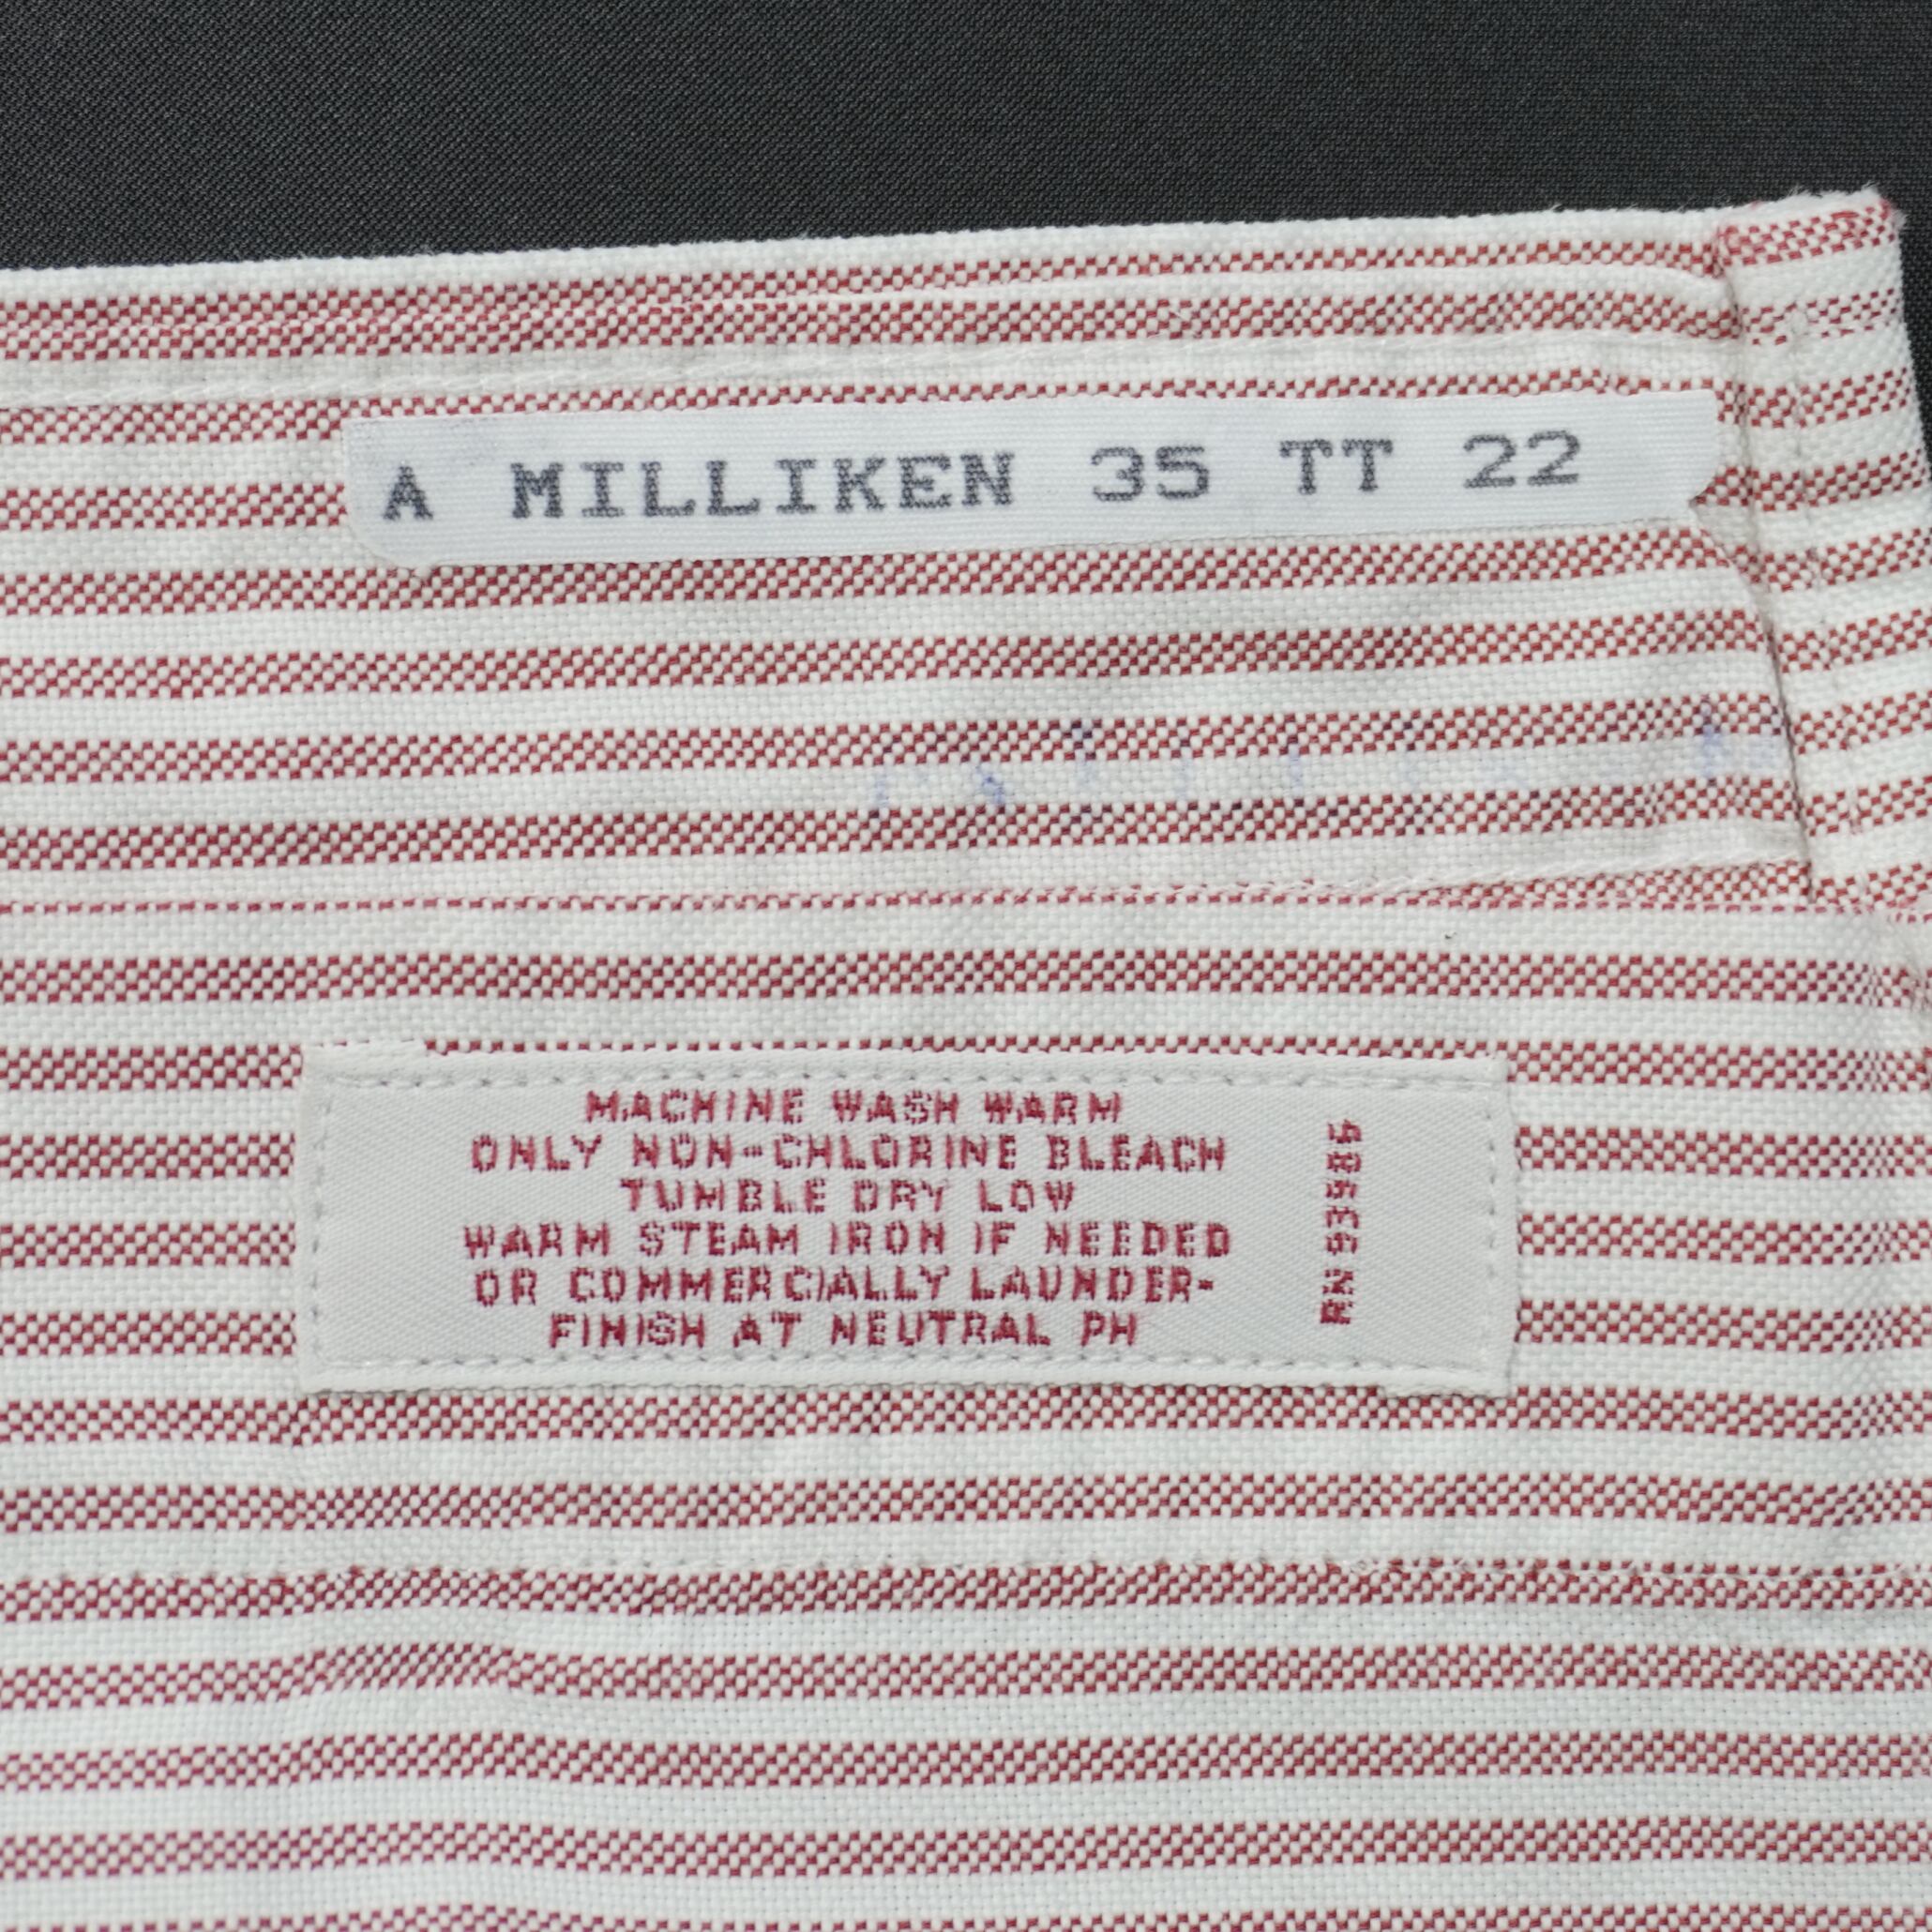 A MILLIKEN 35 TT 22
MACHINE WASH WARM
ONLY NON-CHLORINE BLEACH
TUMBLE DRY LOW
WARM STEAM IRON IF NEEDED
OR COMMERCIALLY LAUNDER-
FINISH AT NEUTRAL PH
RN 93985